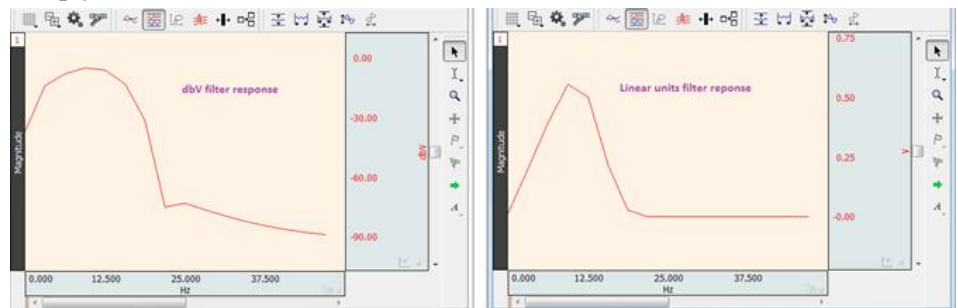 1
dbV filter response
Magnitude
0.00
-30.00
-60.00
-90.00
dbV
0.000 12.500 25.000 37.500
Hz
1
Linear units filter reponse
Magnitude
0.75
0.50
0.25
-0.00
V
0.000 12.500 25.000 37.500
Hz